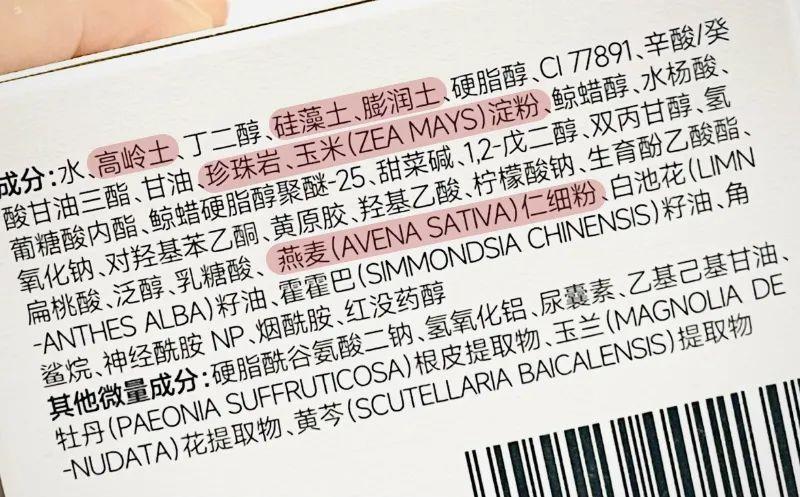 成分:水、高岭土、丁二醇、硅藻土、膨润土、硬脂醇、CI 77891、辛酸/癸
酸甘油三酯、甘油、珍珠岩、玉米(ZEA MAYS)淀粉、鲸蜡醇、水杨酸、
葡糖酸内酯、鲸蜡硬脂醇聚醚-25、甜菜碱、1,2-戊二醇、双丙甘醇、氢
氧化钠、对羟基苯乙酮、黄原胶、羟基乙酸、柠檬酸钠、生育酚乙酸酯、
扁桃酸、泛醇、乳糖酸、燕麦(AVENA SATIVA)仁细粉、白池花(LIMN
-ANTHES ALBA)籽油、霍霍巴(SIMMONDSIA CHINENSIS)籽油、角
鲨烷、神经酰胺 NP、烟酰胺、红没药醇
其他微量成分:硬脂酰谷氨酸二钠、氢氧化铝、尿囊素、乙基己基甘油、
牡丹(PAEONIA SUFFRUTICOSA)根皮提取物、玉兰(MAGNOLIA DE
-NUDATA)花提取物、黄芩(SCUTELLARIA BAICALENSIS)提取物